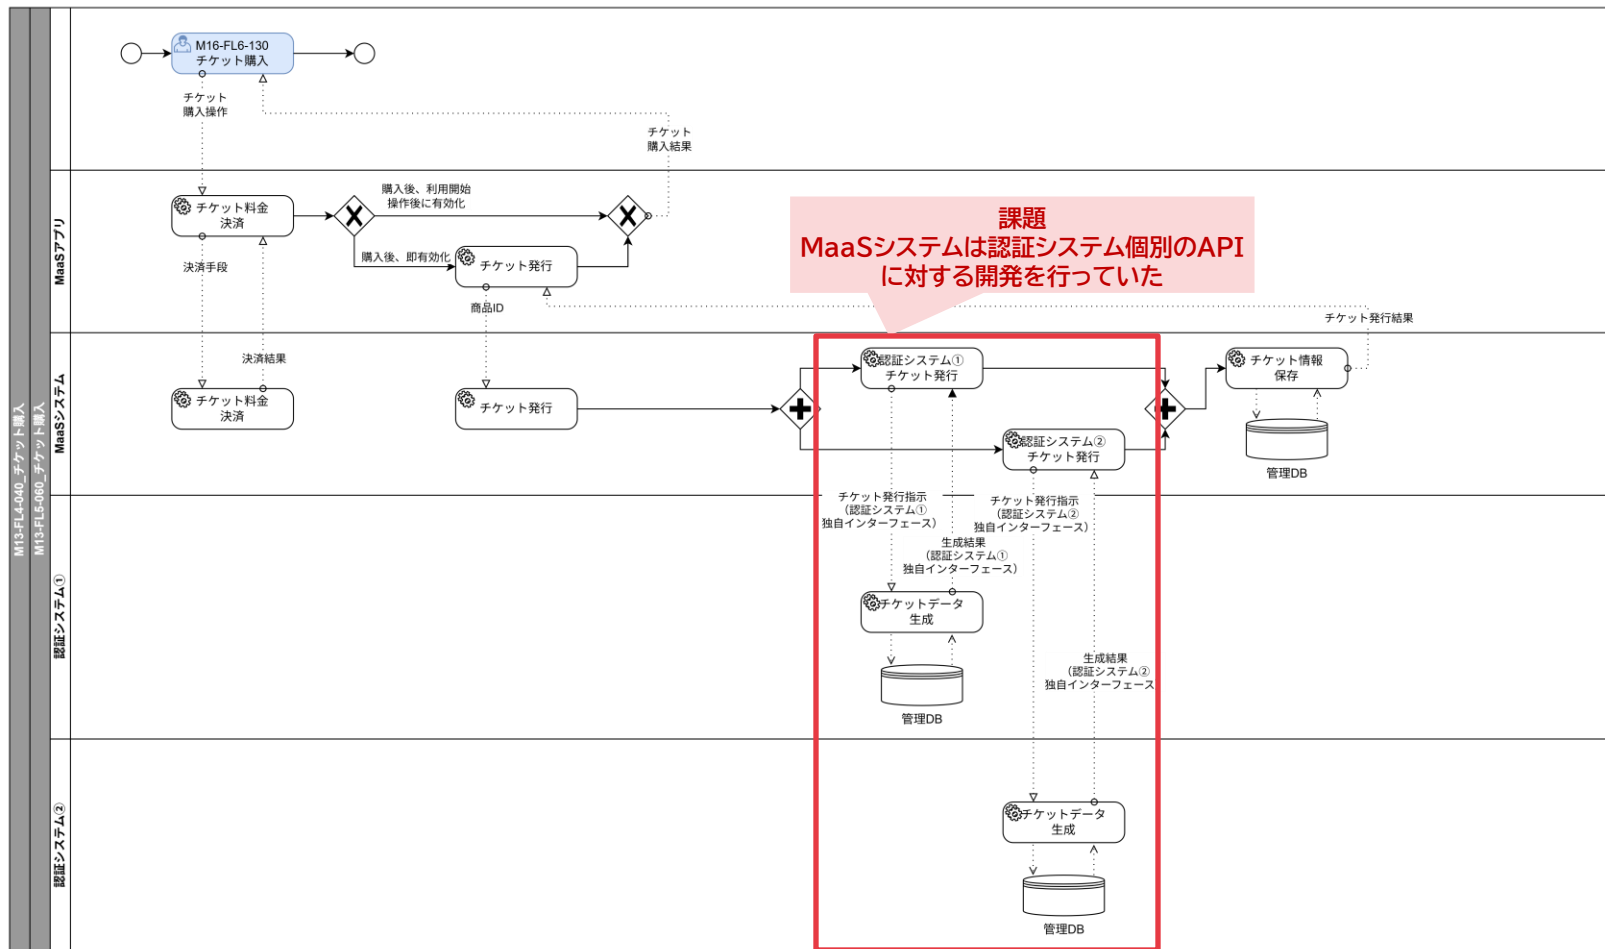 M13-FL4-040_チケット購入
M13-FL5-060_チケット購入
M16-FL6-130
チケット購入
チケット
購入操作
チケット
購入結果
MaaSアプリ
チケット料金
決済
購入後、利用開始
操作後に有効化
購入後、即有効化
チケット発行
決済手段
商品ID
課題
MaaSシステムは認証システム個別のAPI
に対する開発を行っていた
チケット発行結果
MaaSシステム
決済結果
チケット料金
決済
チケット発行
認証システム①
チケット発行
認証システム②
チケット発行
チケット情報
保存
管理DB
認証システム①
チケット発行指示
（認証システム①
独自インターフェース）
生成結果
（認証システム①
独自インターフェース）
チケット発行指示
（認証システム②
独自インターフェース）
チケットデータ
生成
管理DB
生成結果
（認証システム②
独自インターフェース
認証システム②
チケットデータ
生成
管理DB